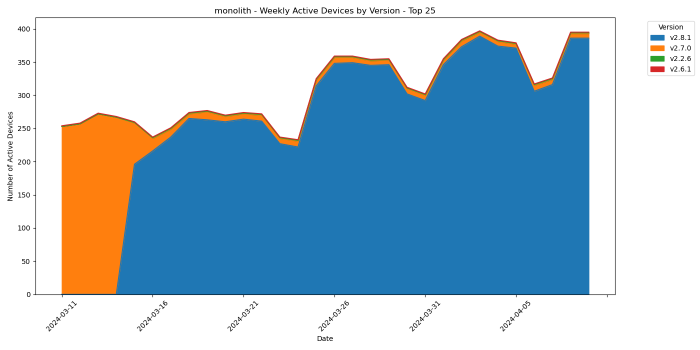 monolith - Weekly Active Devices by Version - Top 25
Version
v2.8.1
v2.7.0
v2.2.6
v2.6.1
Number of Active Devices
400
350
300
250
200
150
100
50
0
2024-03-11
2024-03-16
2024-03-21
2024-03-26
2024-03-31
2024-04-05
Date